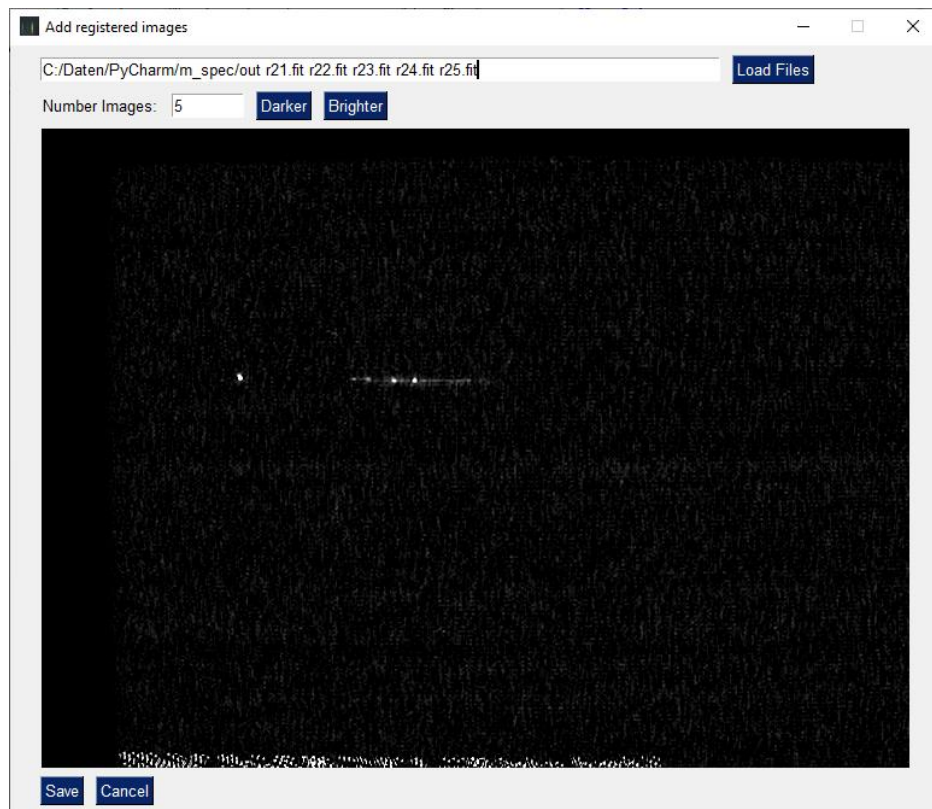 Add registered images
C:/Daten/PyCharm/m_spec/out r21.fit r22.fit r23.fit r24.fit r25.fit Load Files
Number Images: 5 Darker Brighter
Save Cancel